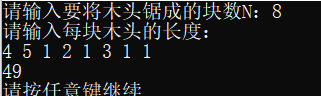 请输入要将木头锯成的块数N：8
请输入每块木头的长度：
4 5 1 2 1 3 1 1
49
请按任意键继续